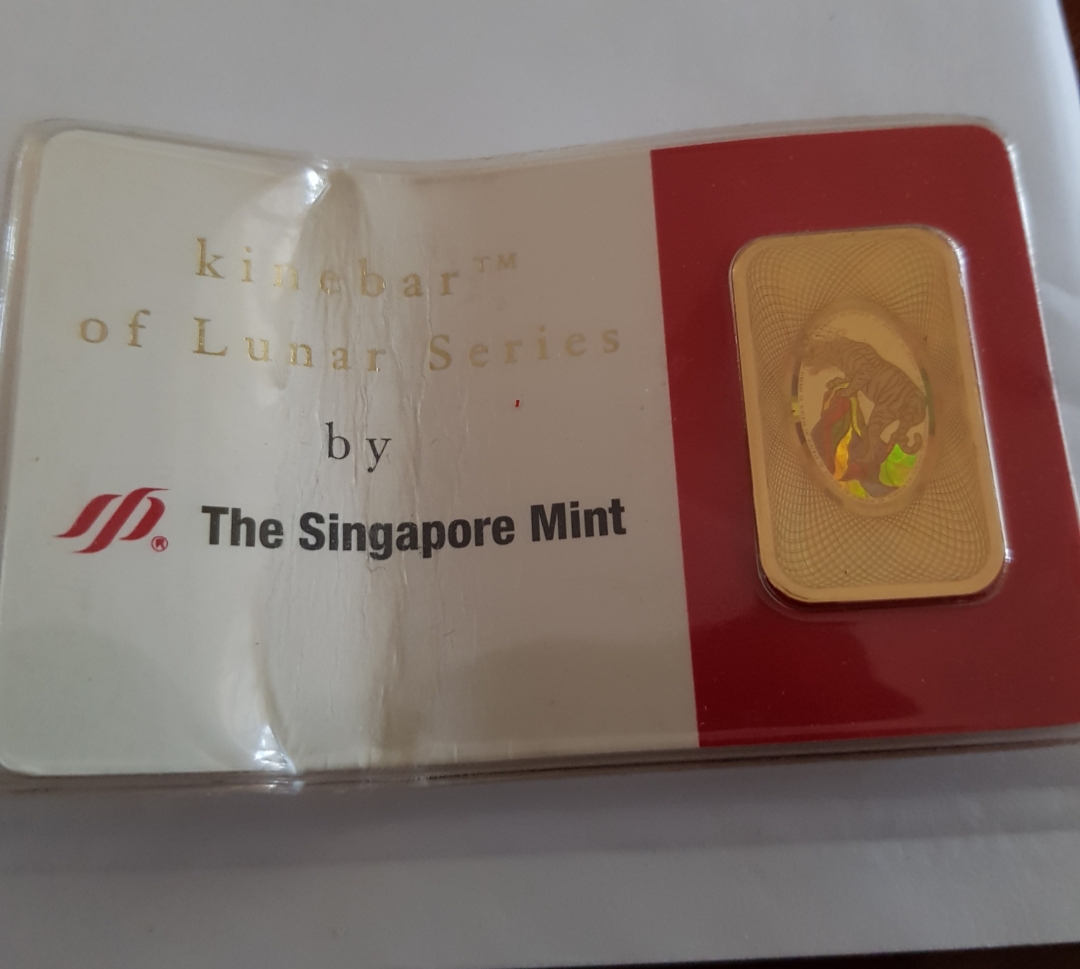 kinebar™
of Lunar Series
by
® The Singapore Mint